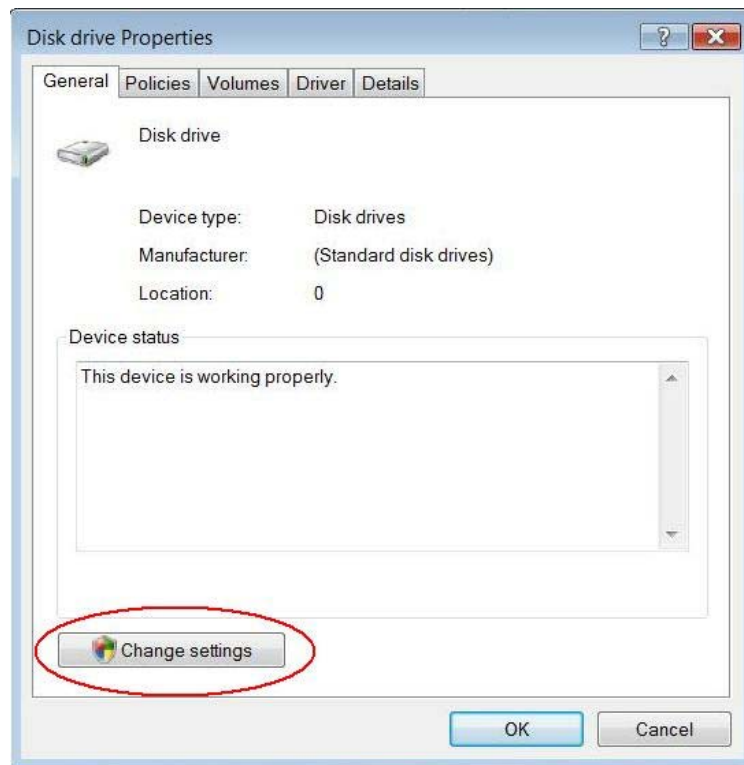 Disk drive Properties
General Policies Volumes Driver Details
Disk drive
Device type: Disk drives
Manufacturer: (Standard disk drives)
Location: 0
Device status
This device is working properly.
Change settings
OK Cancel